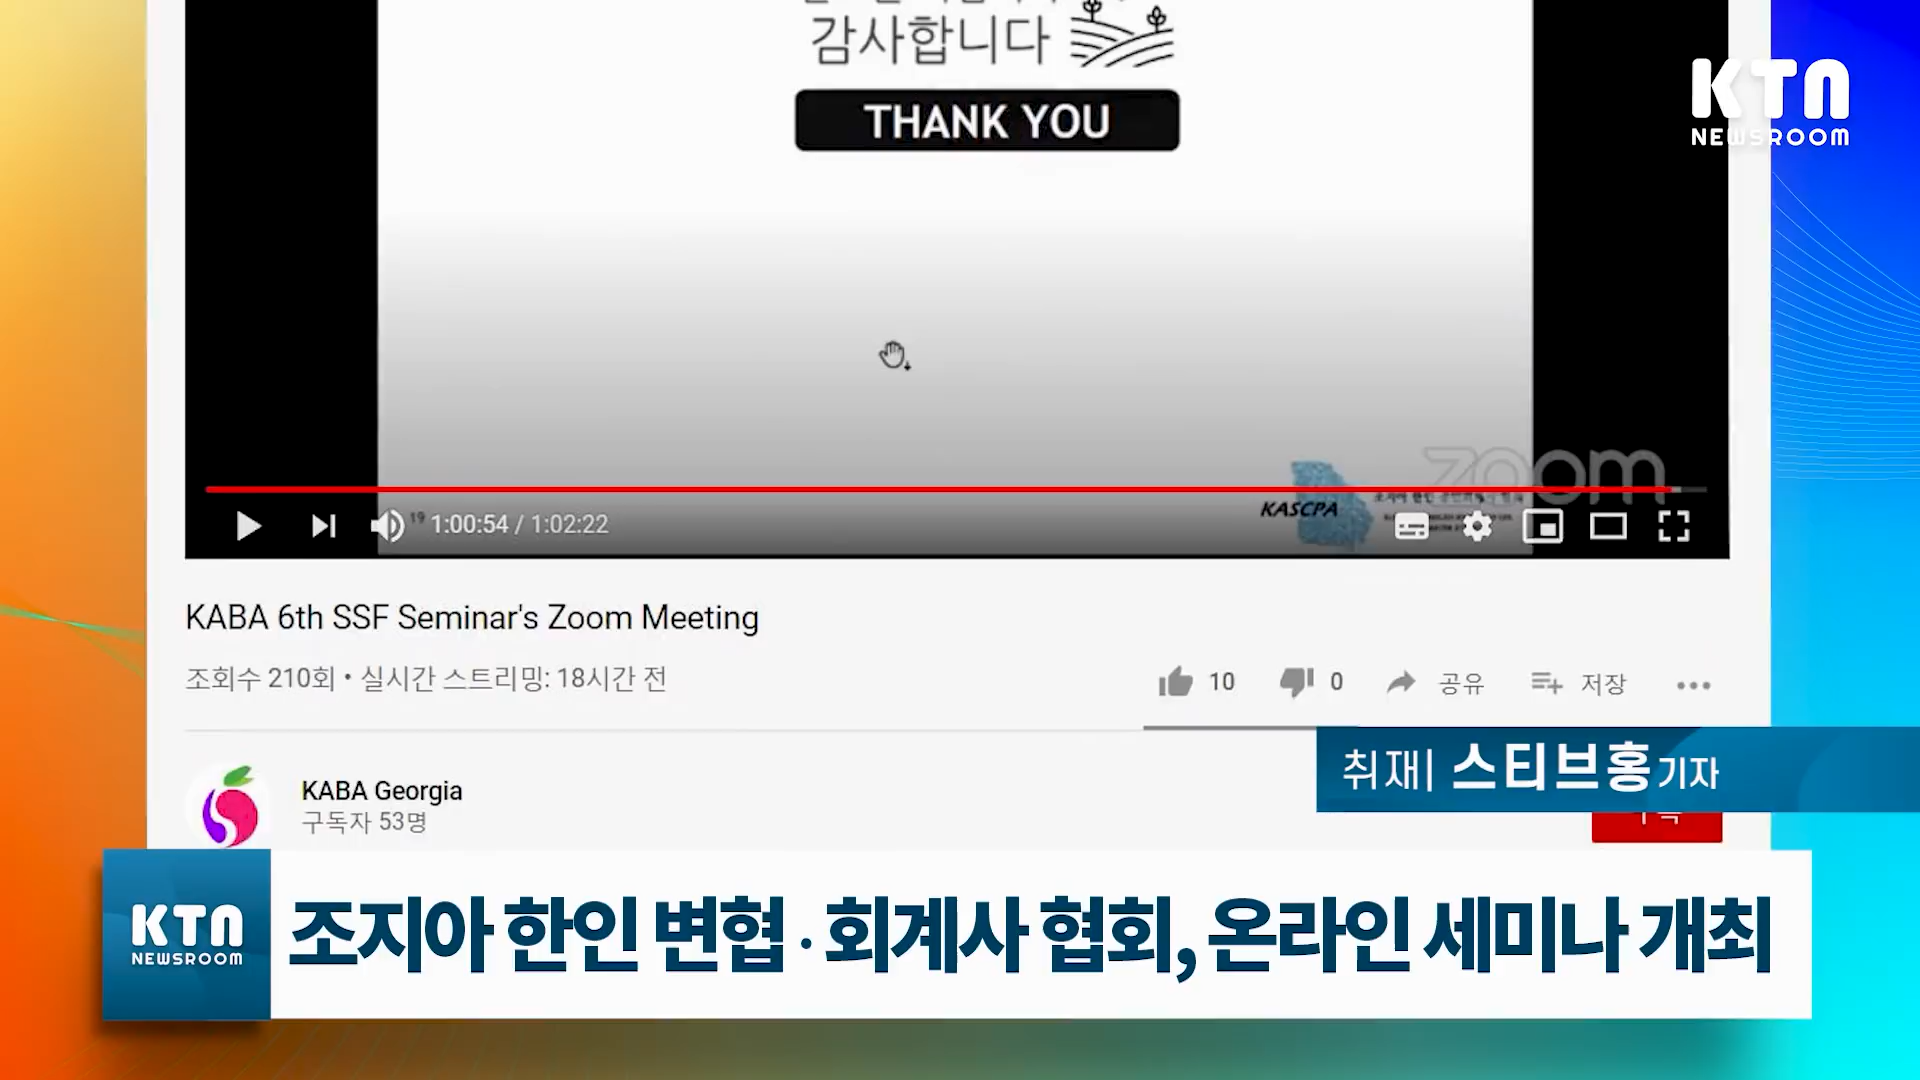 감사합니다
THANK YOU
KTN
NEWSROOM
zoom
KASCPA
19
1:00:54 / 1:02:22
KABA 6th SSF Seminar's Zoom Meeting
조회수 210회 • 실시간 스트리밍: 18시간 전
10
0
공유
저장
취재| 스티브홍 기자
KABA Georgia
구독자 53명
KTN
NEWSROOM
조지아 한인 변협·회계사 협회, 온라인 세미나 개최